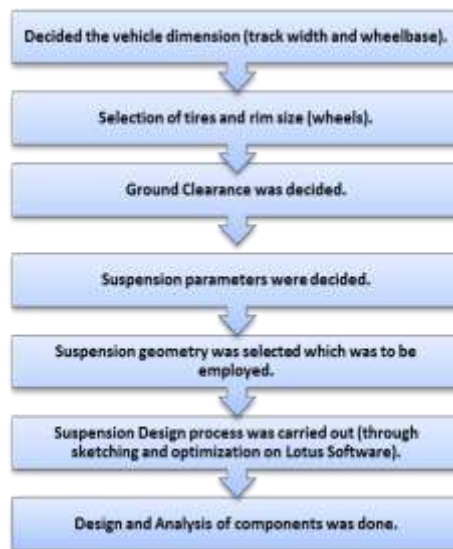 Decided the vehicle dimension (track width and wheelbase).
Selection of tires and rim size (wheels).
Ground Clearance was decided.
Suspension parameters were decided.
Suspension geometry was selected which was to be
employed.
Suspension Design process was carried out (through
sketching and optimization on Lotus Software).
Design and Analysis of components was done.